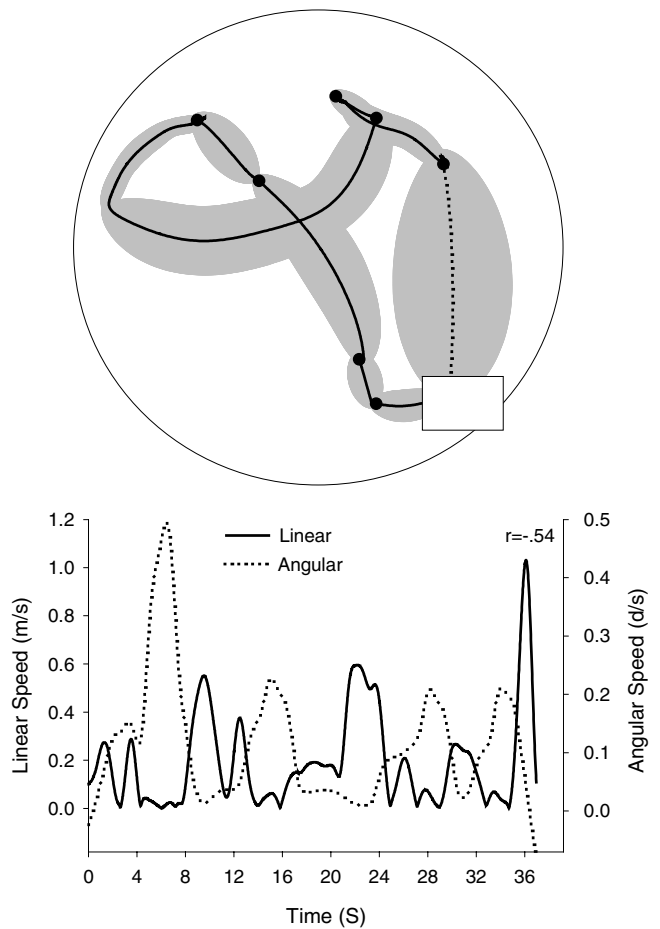 1.2
1.0
0.8
0.6
0.4
0.2
0.0
Linear Speed (m/s)
Linear
Angular
r=-.54
0.5
0.4
0.3
0.2
0.1
0.0
Angular Speed (d/s)
0 4 8 12 16 20 24 28 32 36
Time (S)